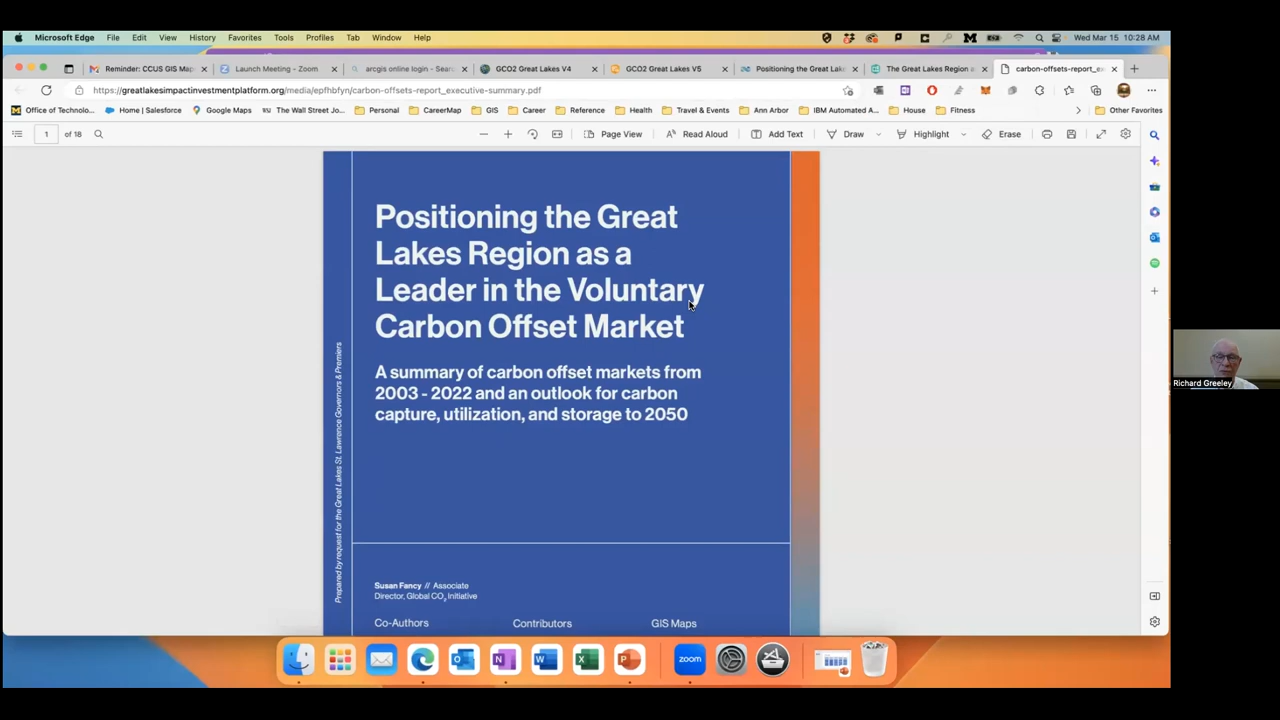 Microsoft Edge File Edit View History Favorites Tools Profiles Tab Window Help
Wed Mar 15 10:28 AM
Reminder: CCUS GIS Map
Launch Meeting - Zoom
arcgis online login - Sear
GCO2 Great Lakes V4
GCO2 Great Lakes V5
Positioning the Great Lak
The Great Lakes Region a
carbon-offsets-report_ex
https://greatlakesimpactinvestmentplatform.org/media/epfhbfyn/carbon-offsets-report_executive-summary.pdf
Office of Technolo...
Home | Salesforce
Google Maps
The Wall Street Jo...
Personal
CareerMap
GIS
Career
Reference
Health
Travel & Events
Ann Arbor
IBM Automated A...
House
Fitness
Other Favorites
1 of 18
Page View
Read Aloud
Add Text
Draw
Highlight
Erase
Positioning the Great
Lakes Region as a
Leader in the Voluntary
Carbon Offset Market
A summary of carbon offset markets from
2003 - 2022 and an outlook for carbon
capture, utilization, and storage to 2050
Prepared by request for the Great Lakes St. Lawrence Governors & Premiers
Susan Fancy // Associate
Director, Global CO₂ Initiative
Co-Authors
Contributors
GIS Maps
Richard Greeley
zoom